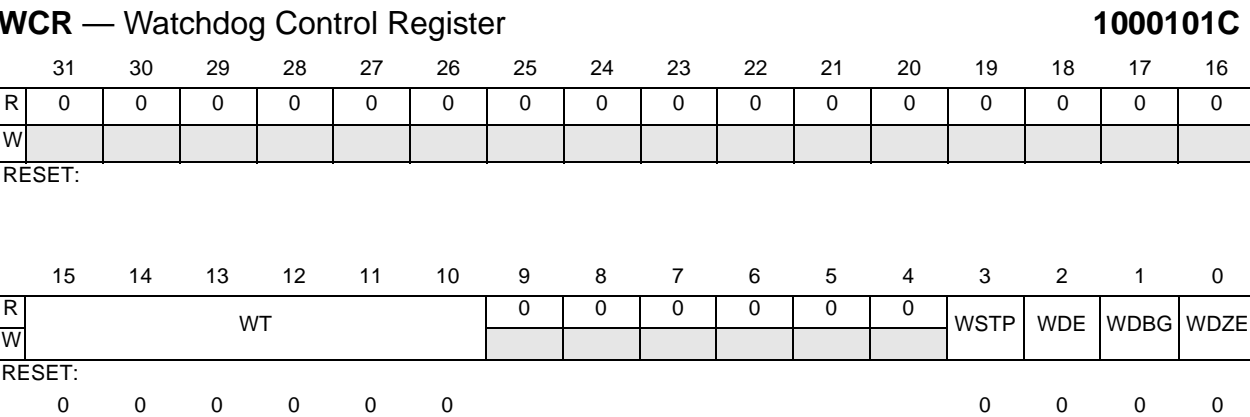 WCR — Watchdog Control Register 1000101C
31 30 29 28 27 26 25 24 23 22 21 20 19 18 17 16
R 0 0 0 0 0 0 0 0 0 0 0 0 0 0 0 0
W
RESET:
15 14 13 12 11 10 9 8 7 6 5 4 3 2 1 0
R WT 0 0 0 0 0 0 WSTP WDE WDBG WDZE
W
RESET:
0 0 0 0 0 0 0 0 0 0